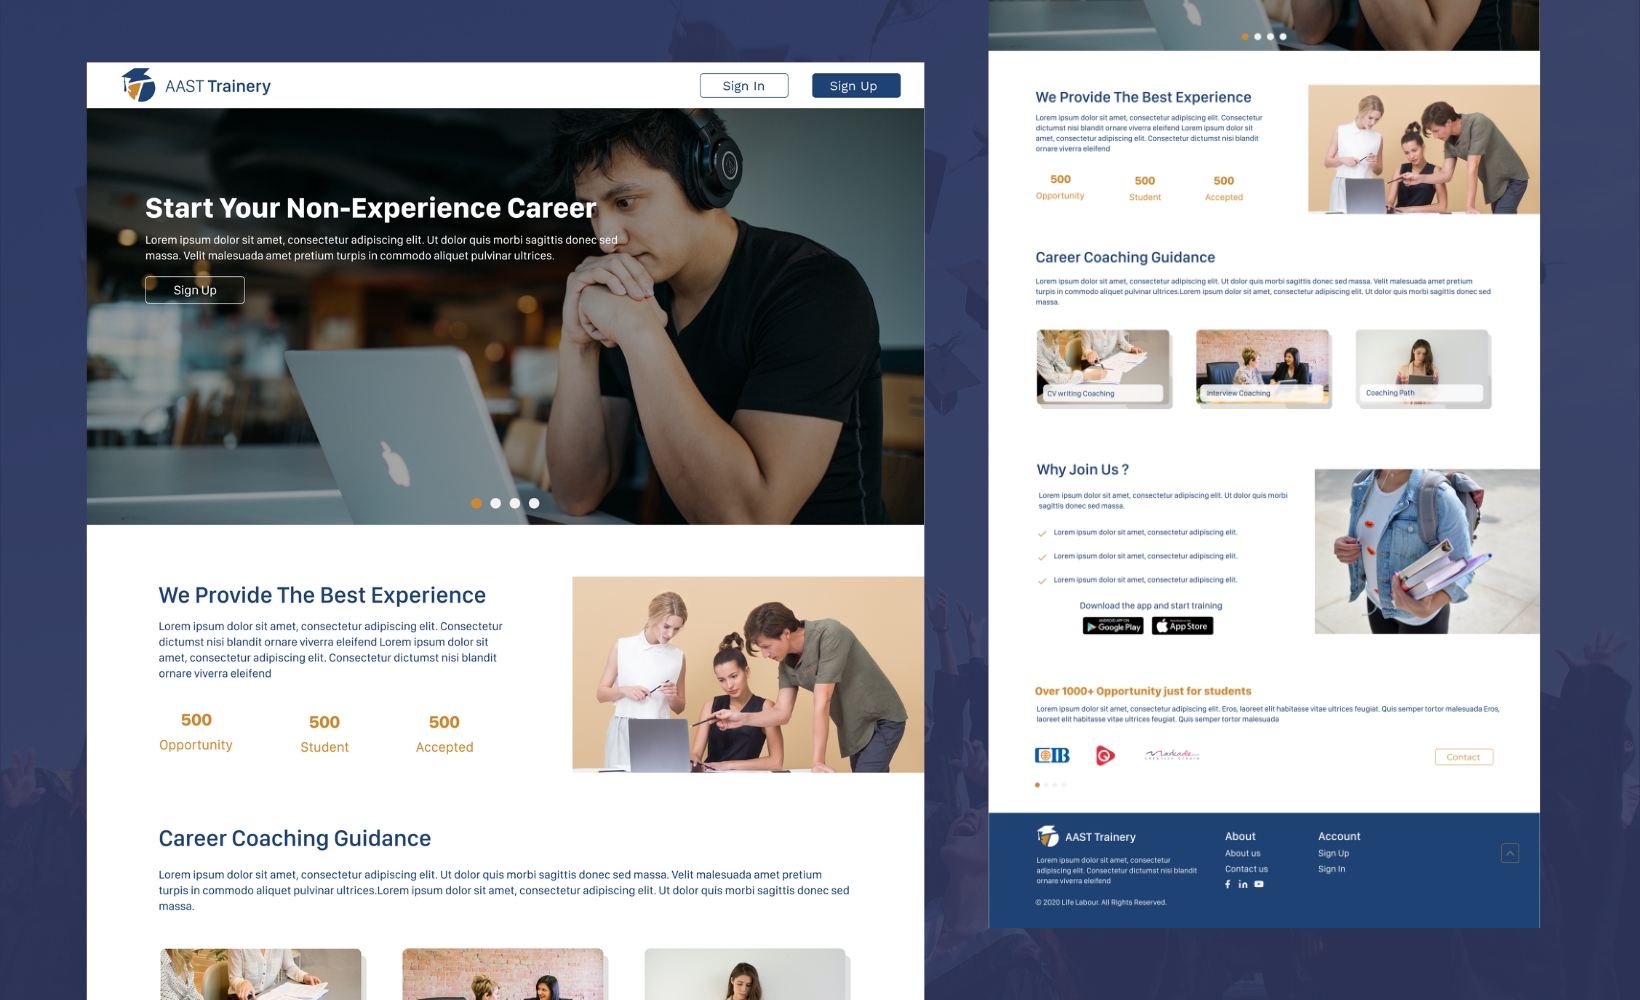 AAST Trainery
Sign In
Sign Up
Start Your Non-Experience Career
Lorem ipsum dolor sit amet, consectetur adipiscing elit. Ut dolor quis morbi sagittis donec sed
massa. Velit malesuada amet pretium turpis in commodo aliquet pulvinar ultrices.
Sign Up
We Provide The Best Experience
Lorem ipsum dolor sit amet, consectetur adipiscing elit. Consectetur
dictumst nisi blandit ornare viverra eleifend Lorem ipsum dolor sit
amet, consectetur adipiscing elit. Consectetur dictumst nisi blandit
ornare viverra eleifend
500
Opportunity
500
Student
500
Accepted
Career Coaching Guidance
Lorem ipsum dolor sit amet, consectetur adipiscing elit. Ut dolor quis morbi sagittis donec sed massa. Velit malesuada amet pretium
turpis in commodo aliquet pulvinar ultrices.Lorem ipsum dolor sit amet, consectetur adipiscing elit. Ut dolor quis morbi sagittis donec sed
massa.
We Provide The Best Experience
Lorem ipsum dolor sit amet, consectetur adipiscing elit. Consectetur
dictumst nisi blandit ornare viverra eleifend Lorem ipsum dolor sit
amet, consectetur adipiscing elit. Consectetur dictumst nisi blandit
ornare viverra eleifend
500
Opportunity
500
Student
500
Accepted
Career Coaching Guidance
Lorem ipsum dolor sit amet, consectetur adipiscing elit. Ut dolor quis morbi sagittis donec sed massa. Velit malesuada amet pretium
turpis in commodo aliquet pulvinar ultrices.Lorem ipsum dolor sit amet, consectetur adipiscing elit. Ut dolor quis morbi sagittis donec sed
massa.
CV writing Coaching
Interview Coaching
Coaching Path
Why Join Us ?
Lorem ipsum dolor sit amet, consectetur adipiscing elit. Ut dolor quis morbi
sagittis donec sed massa.
Lorem ipsum dolor sit amet, consectetur adipiscing elit.
Lorem ipsum dolor sit amet, consectetur adipiscing elit.
Lorem ipsum dolor sit amet, consectetur adipiscing elit.
Download the app and start training
ANDROID APP ON
Google Play
App Store
Over 1000+ Opportunity just for students
Lorem ipsum dolor sit amet, consectetur adipiscing elit. Eros, laoreet elit habitasse vitae ultrices feugiat. Quis semper tortor malesuada Eros,
laoreet elit habitasse vitae ultrices feugiat. Quis semper tortor malesuada
CIB
Markade
CREATIVE STUDIO
Contact
AAST Trainery
Lorem ipsum dolor sit amet, consectetur
adipiscing elit. Consectetur dictumst nisi blandit
ornare viverra eleifend
© 2020 Life Labour. All Rights Reserved.
About
About us
Contact us
Account
Sign Up
Sign In